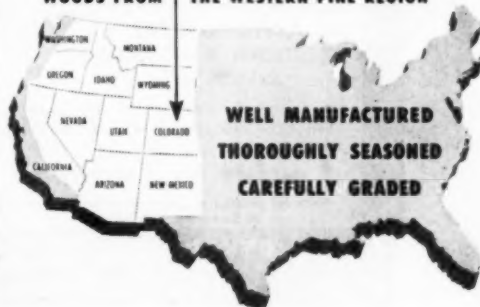 WOODS FROM THE WESTERN PINE REGION
WASHINGTON
MONTANA
OREGON
IDAHO
WYOMING
NEVADA
UTAH
COLORADO
CALIFORNIA
ARIZONA
NEW MEXICO
WELL MANUFACTURED
THOROUGHLY SEASONED
CAREFULLY GRADED